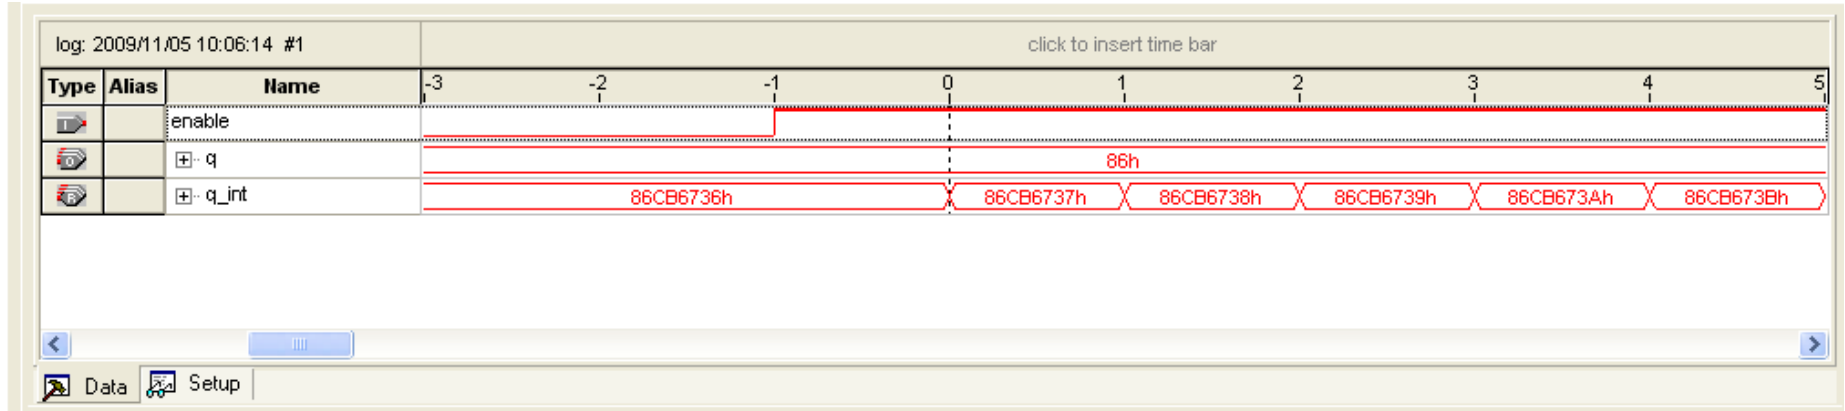 log: 2009/11/05 10:06:14 #1 click to insert time bar
Type Alias Name -3 -2 -1 0 1 2 3 4 5
enable
q 86h
q_int 86CB6736h 86CB6737h 86CB6738h 86CB6739h 86CB673Ah 86CB673Bh
Data Setup